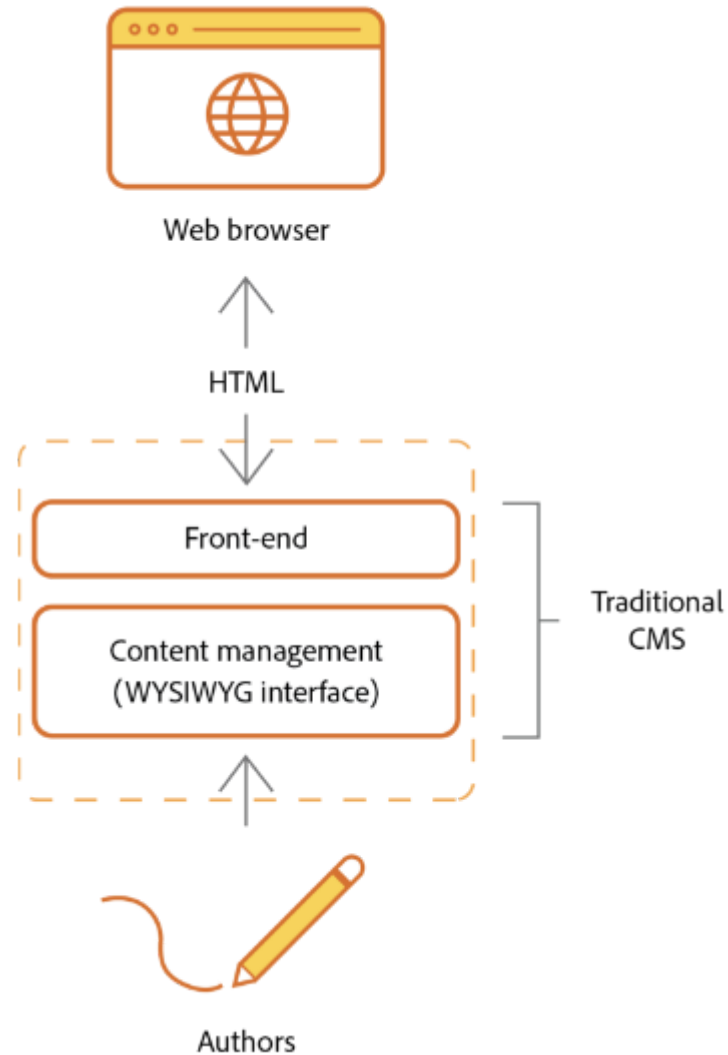 Web browser
HTML
Front-end
Content management
(WYSIWYG interface)
Traditional
CMS
Authors